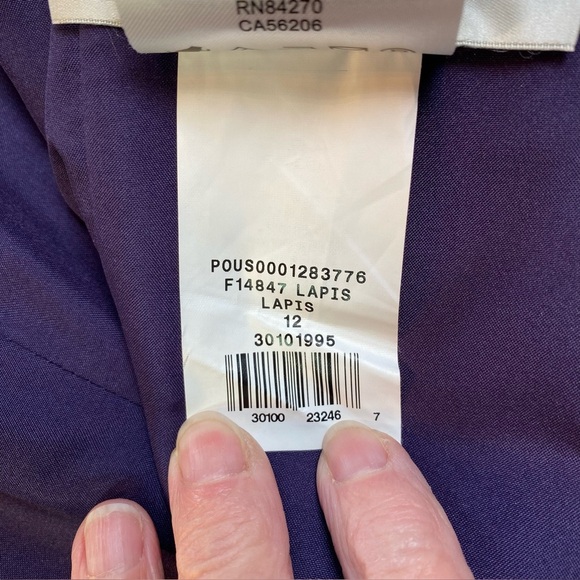 RN84270
CA56206
POUS0001283776
F14847 LAPIS
LAPIS
12
30101995
30100 23246 7